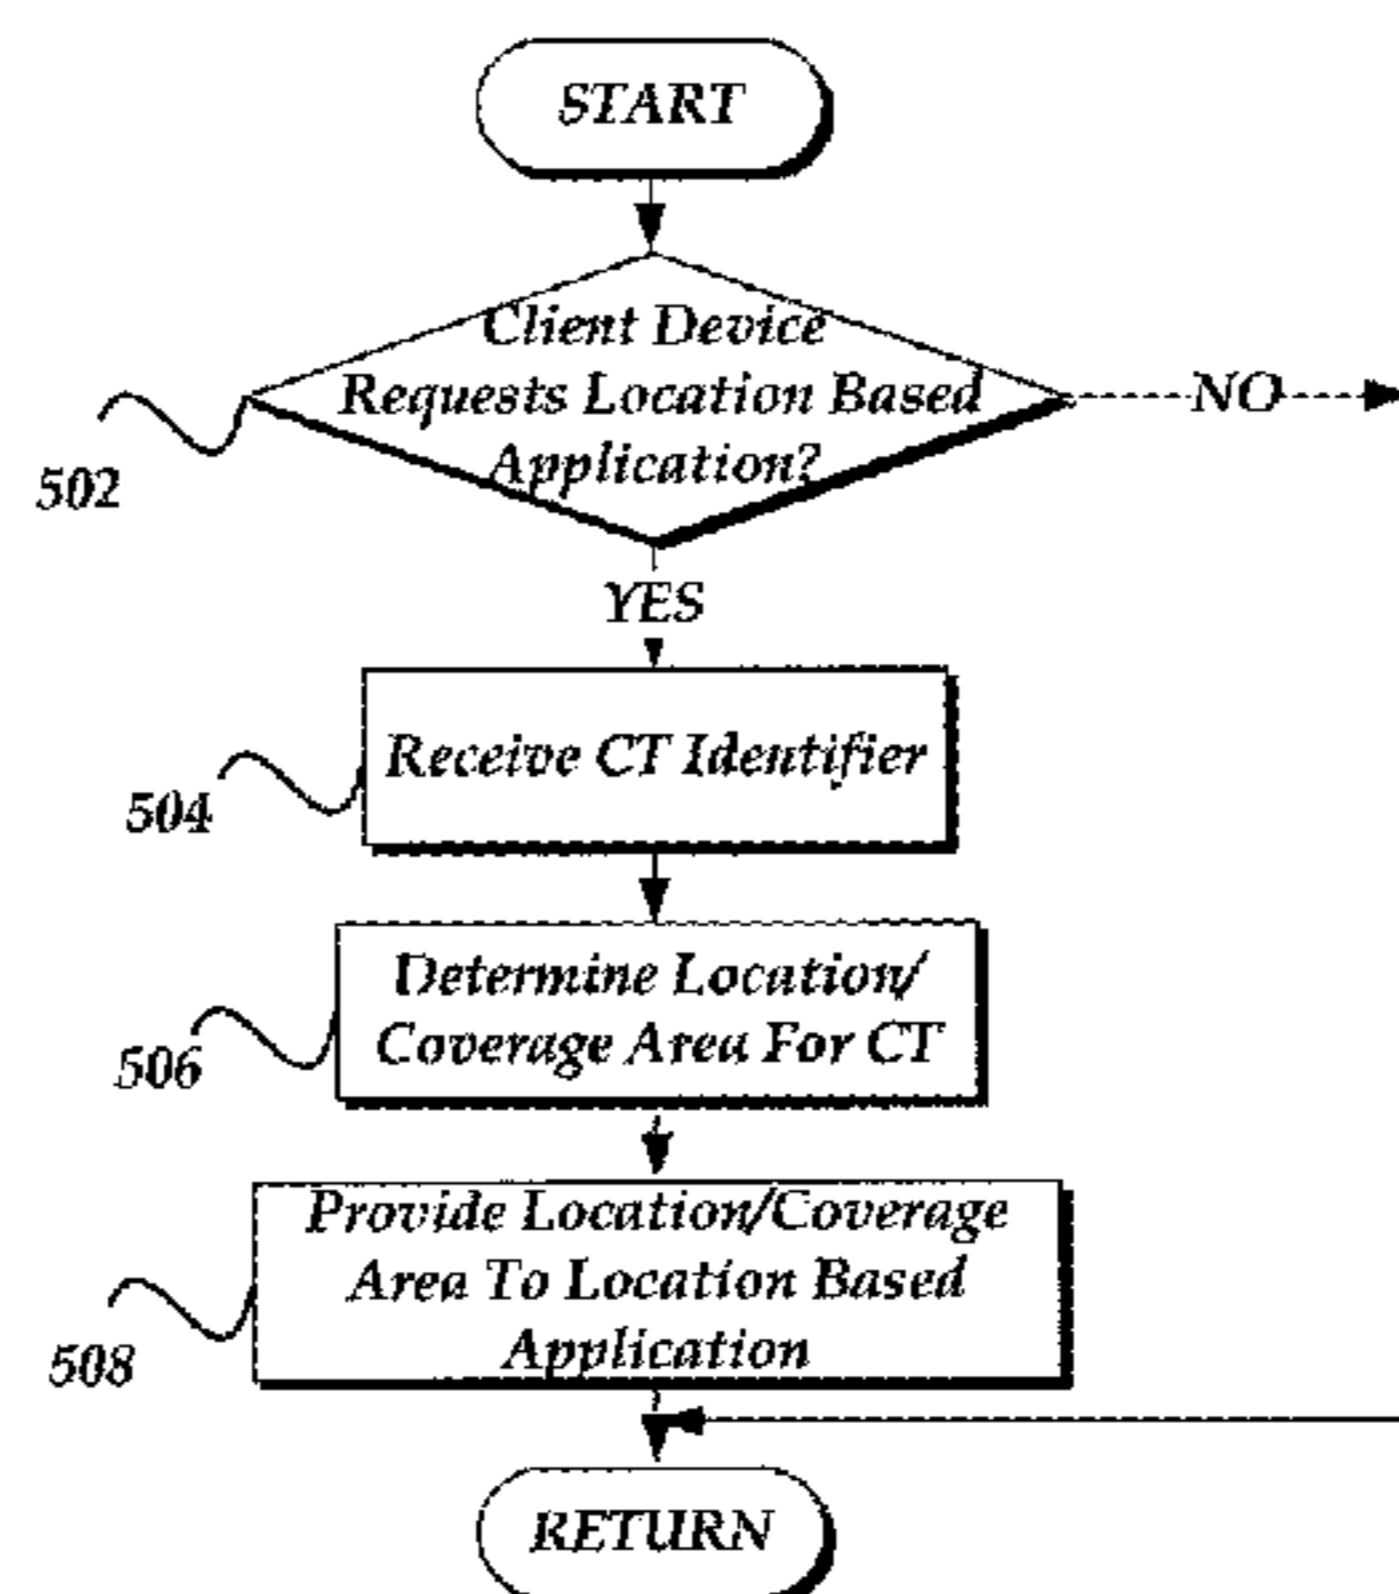 START
Client Device
Requests Location Based
Application?
NO
502
YES
Receive CT Identifier
504
Determine Location/
Coverage Area For CT
506
Provide Location/Coverage
Area To Location Based
Application
508
RETURN